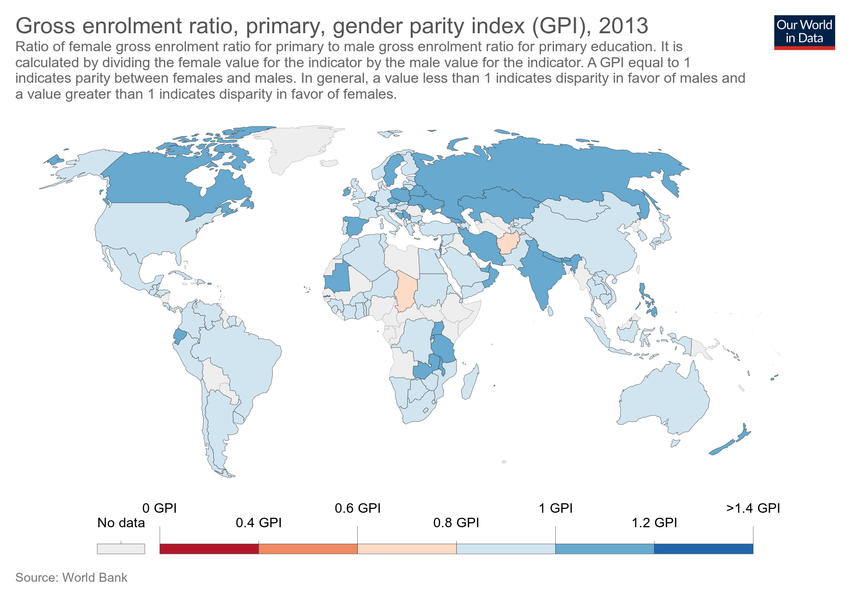 Gross enrolment ratio, primary, gender parity index (GPI), 2013
Our World
in Data
Ratio of female gross enrolment ratio for primary to male gross enrolment ratio for primary education. It is
calculated by dividing the female value for the indicator by the male value for the indicator. A GPI equal to 1
indicates parity between females and males. In general, a value less than 1 indicates disparity in favor of males and
a value greater than 1 indicates disparity in favor of females.
0 GPI
0.6 GPI
1 GPI
>1.4 GPI
No data
0.4 GPI
0.8 GPI
1.2 GPI
Source: World Bank